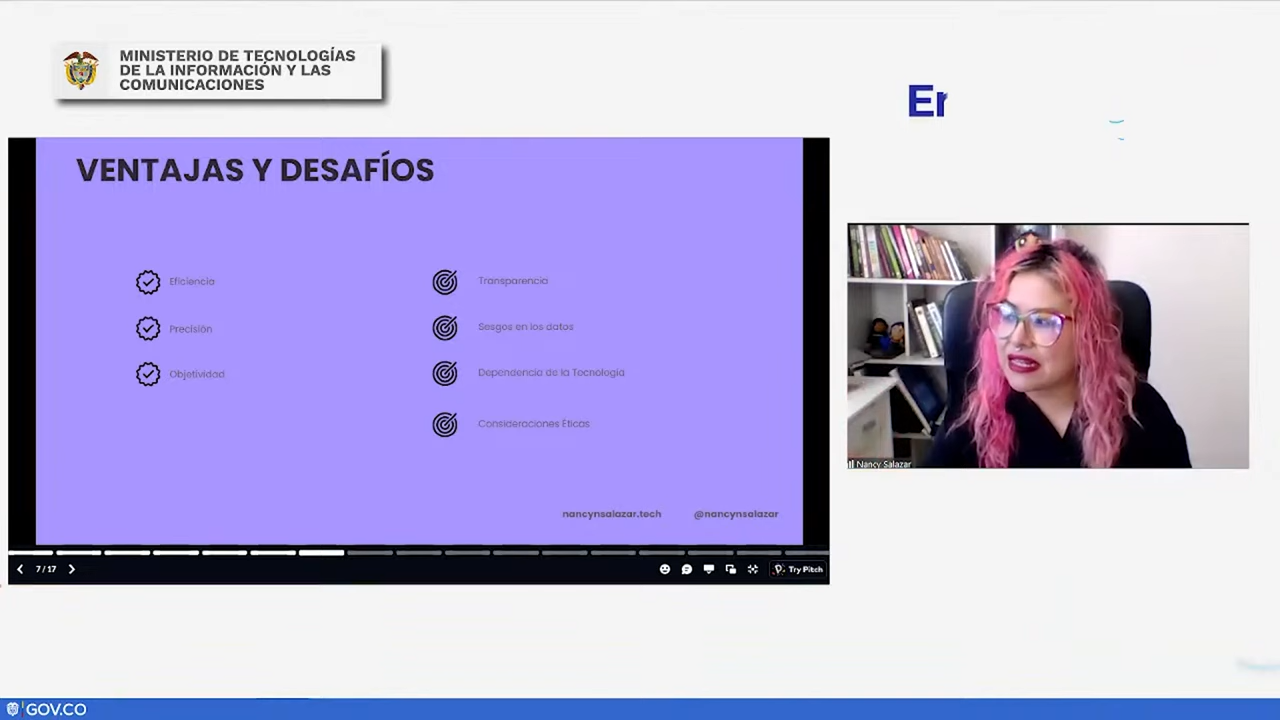 MINISTERIO DE TECNOLOGÍAS
DE LA INFORMACIÓN Y LAS
COMUNICACIONES
Er
VENTAJAS Y DESAFÍOS
Eficiencia
Precisión
Objetividad
Transparencia
Sesgos en los datos
Dependencia de la Tecnología
Consideraciones Éticas
nancynsalazar.tech @nancynsalazar
7/17
Try Pitch
Nancy Salazar
GOV.CO